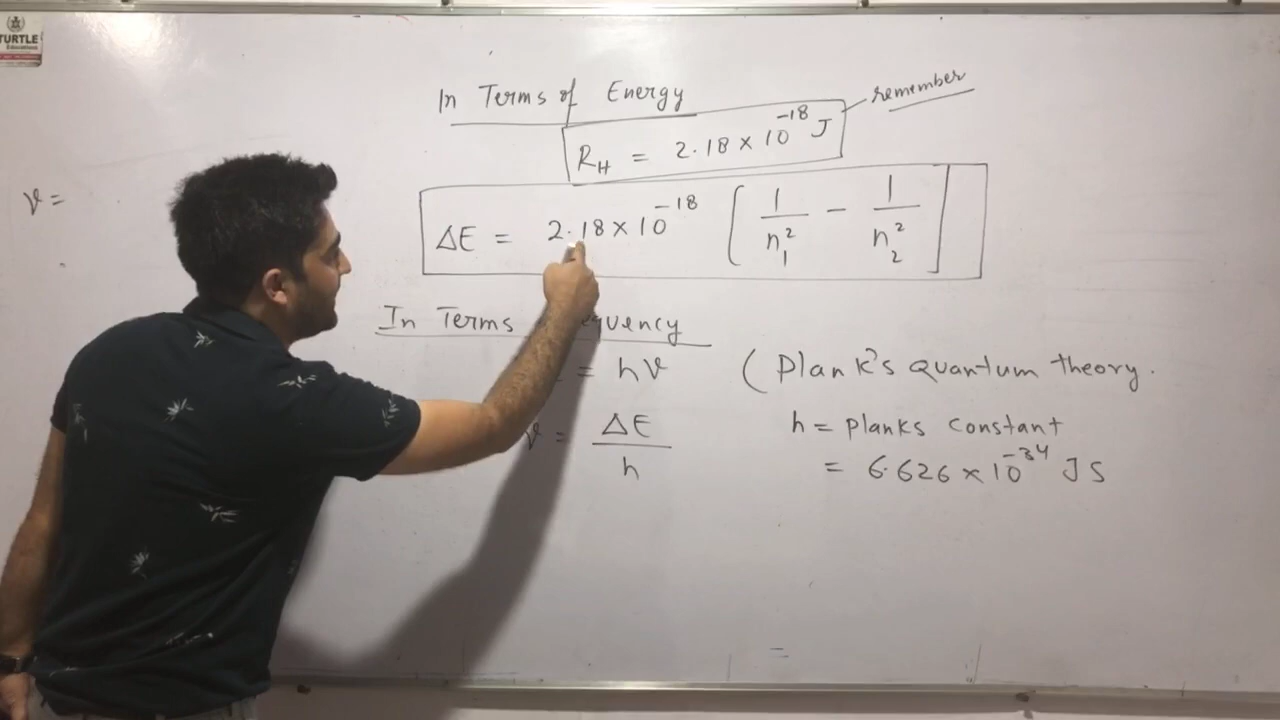 TURTLE
In Terms of Energy
remember
R_H = 2.18 × 10^-18 J
ν =
ΔE = 2.18 × 10^-18 [ 1/n₁² - 1/n₂² ]
In Terms equency
= hν ( Plank's Quantum theory.
ν = ΔE/h
h = planks constant
= 6.626 × 10^-34 JS
=